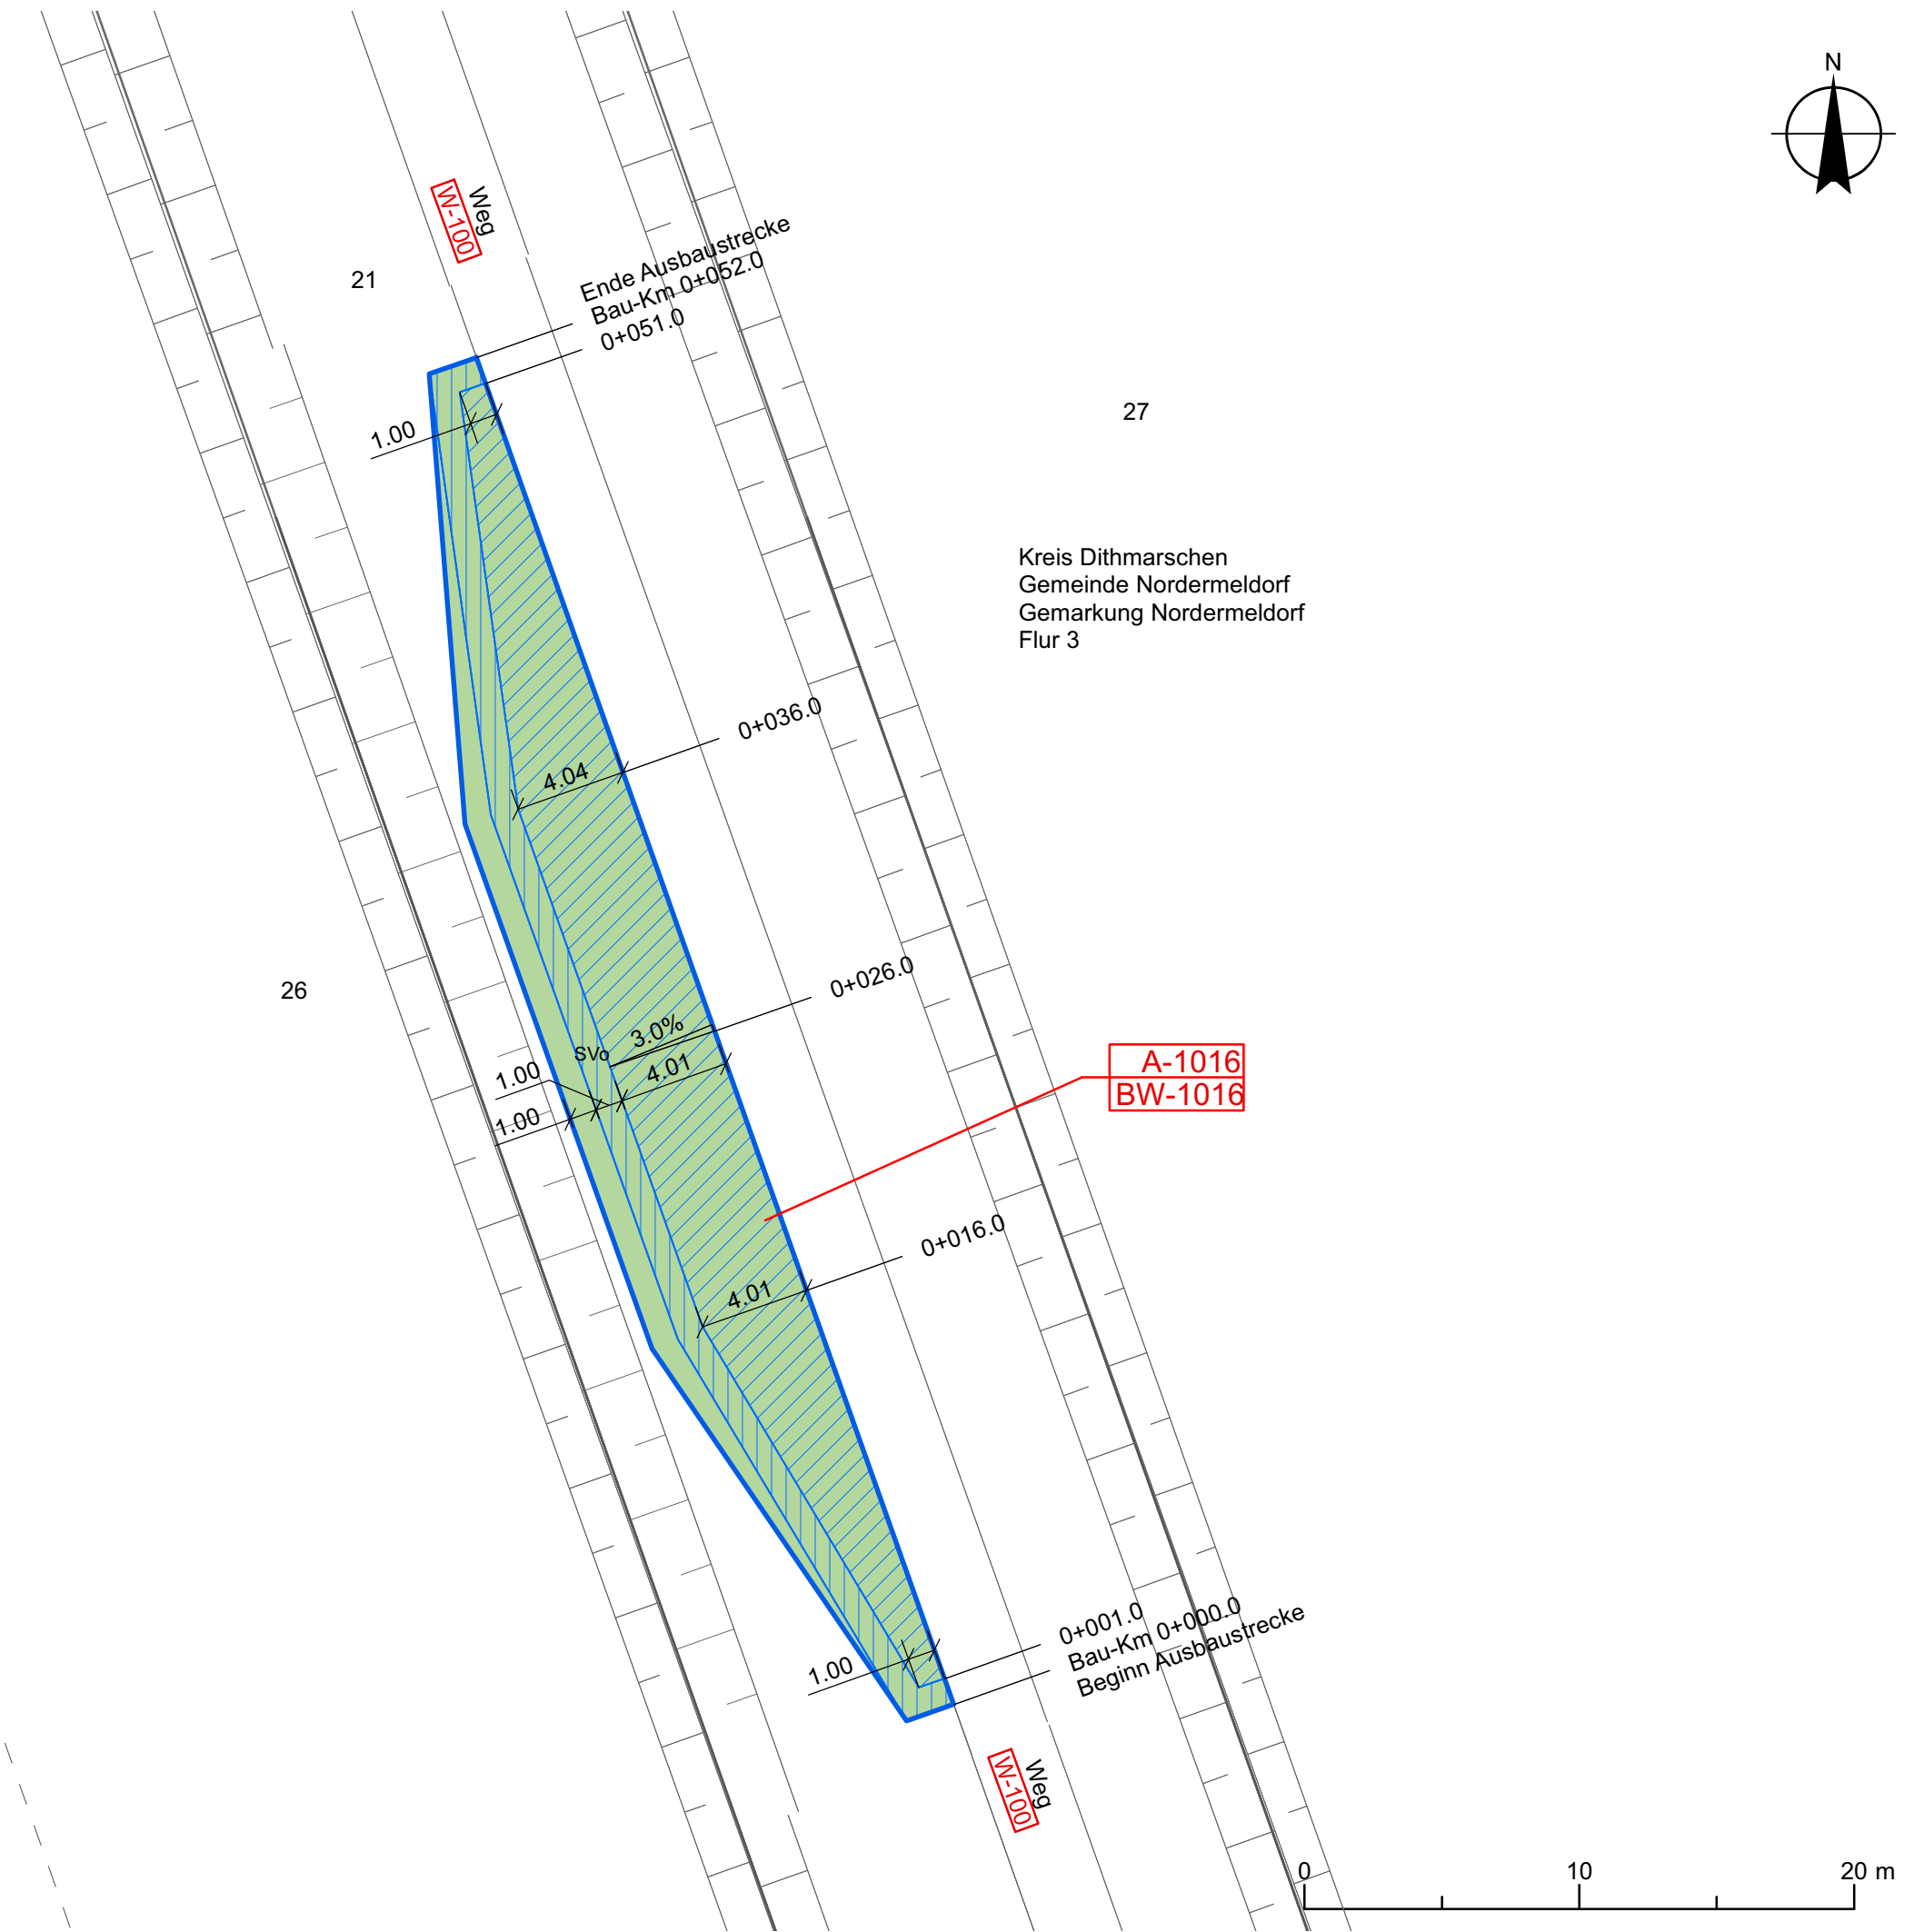 N
W-100
Weg
21
Ende Ausbaustrecke
Bau-Km 0+052.0
0+051.0
1.00
27
Kreis Dithmarschen
Gemeinde Nordermeldorf
Gemarkung Nordermeldorf
Flur 3
0+036.0
4.04
26
0+026.0
3.0%
SVo
4.01
1.00
1.00
A-1016
BW-1016
0+016.0
4.01
0+001.0
Bau-Km 0+000.0
Beginn Ausbaustrecke
1.00
W-100
Weg
0 10 20 m